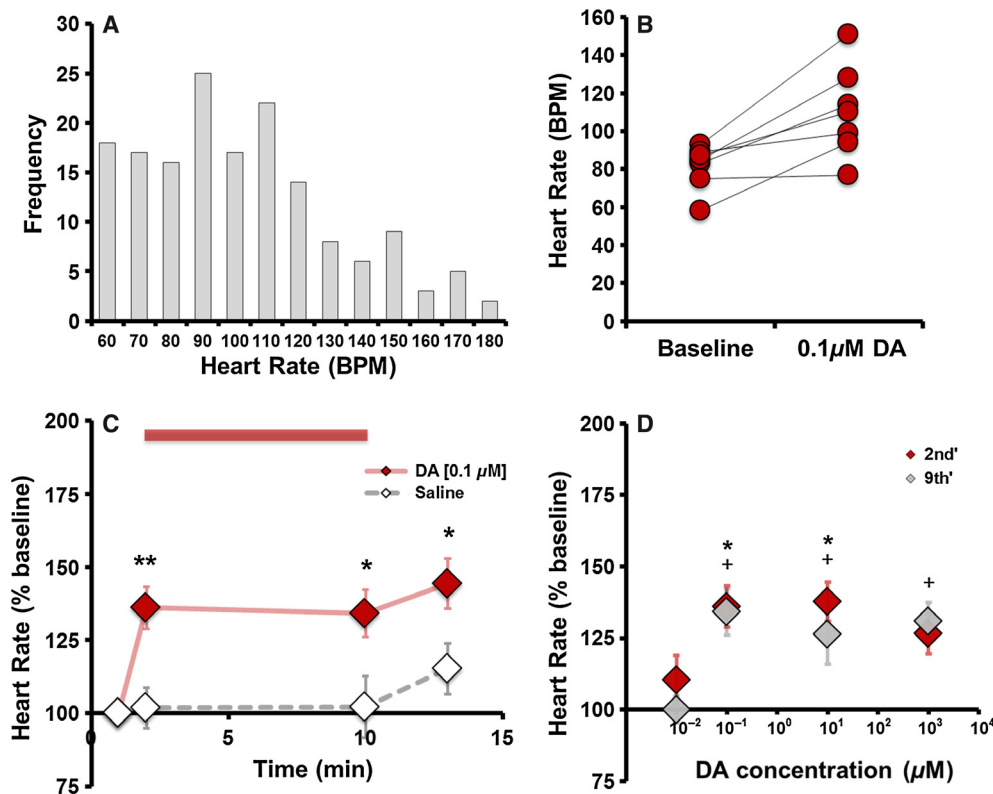 A
30
25
20
15
10
5
0
Frequency
60 70 80 90 100 110 120 130 140 150 160 170 180
Heart Rate (BPM)
B
160
140
120
100
80
60
40
20
0
Heart Rate (BPM)
Baseline 0.1µM DA
C
200
175
150
125
100
75
Heart Rate (% baseline)
DA [0.1 µM]
Saline
** * *
0 5 10 15
Time (min)
D
200
175
150
125
100
75
Heart Rate (% baseline)
2nd'
9th'
* *
+ + +
10⁻² 10⁻¹ 10⁰ 10¹ 10² 10³ 10⁴
DA concentration (µM)